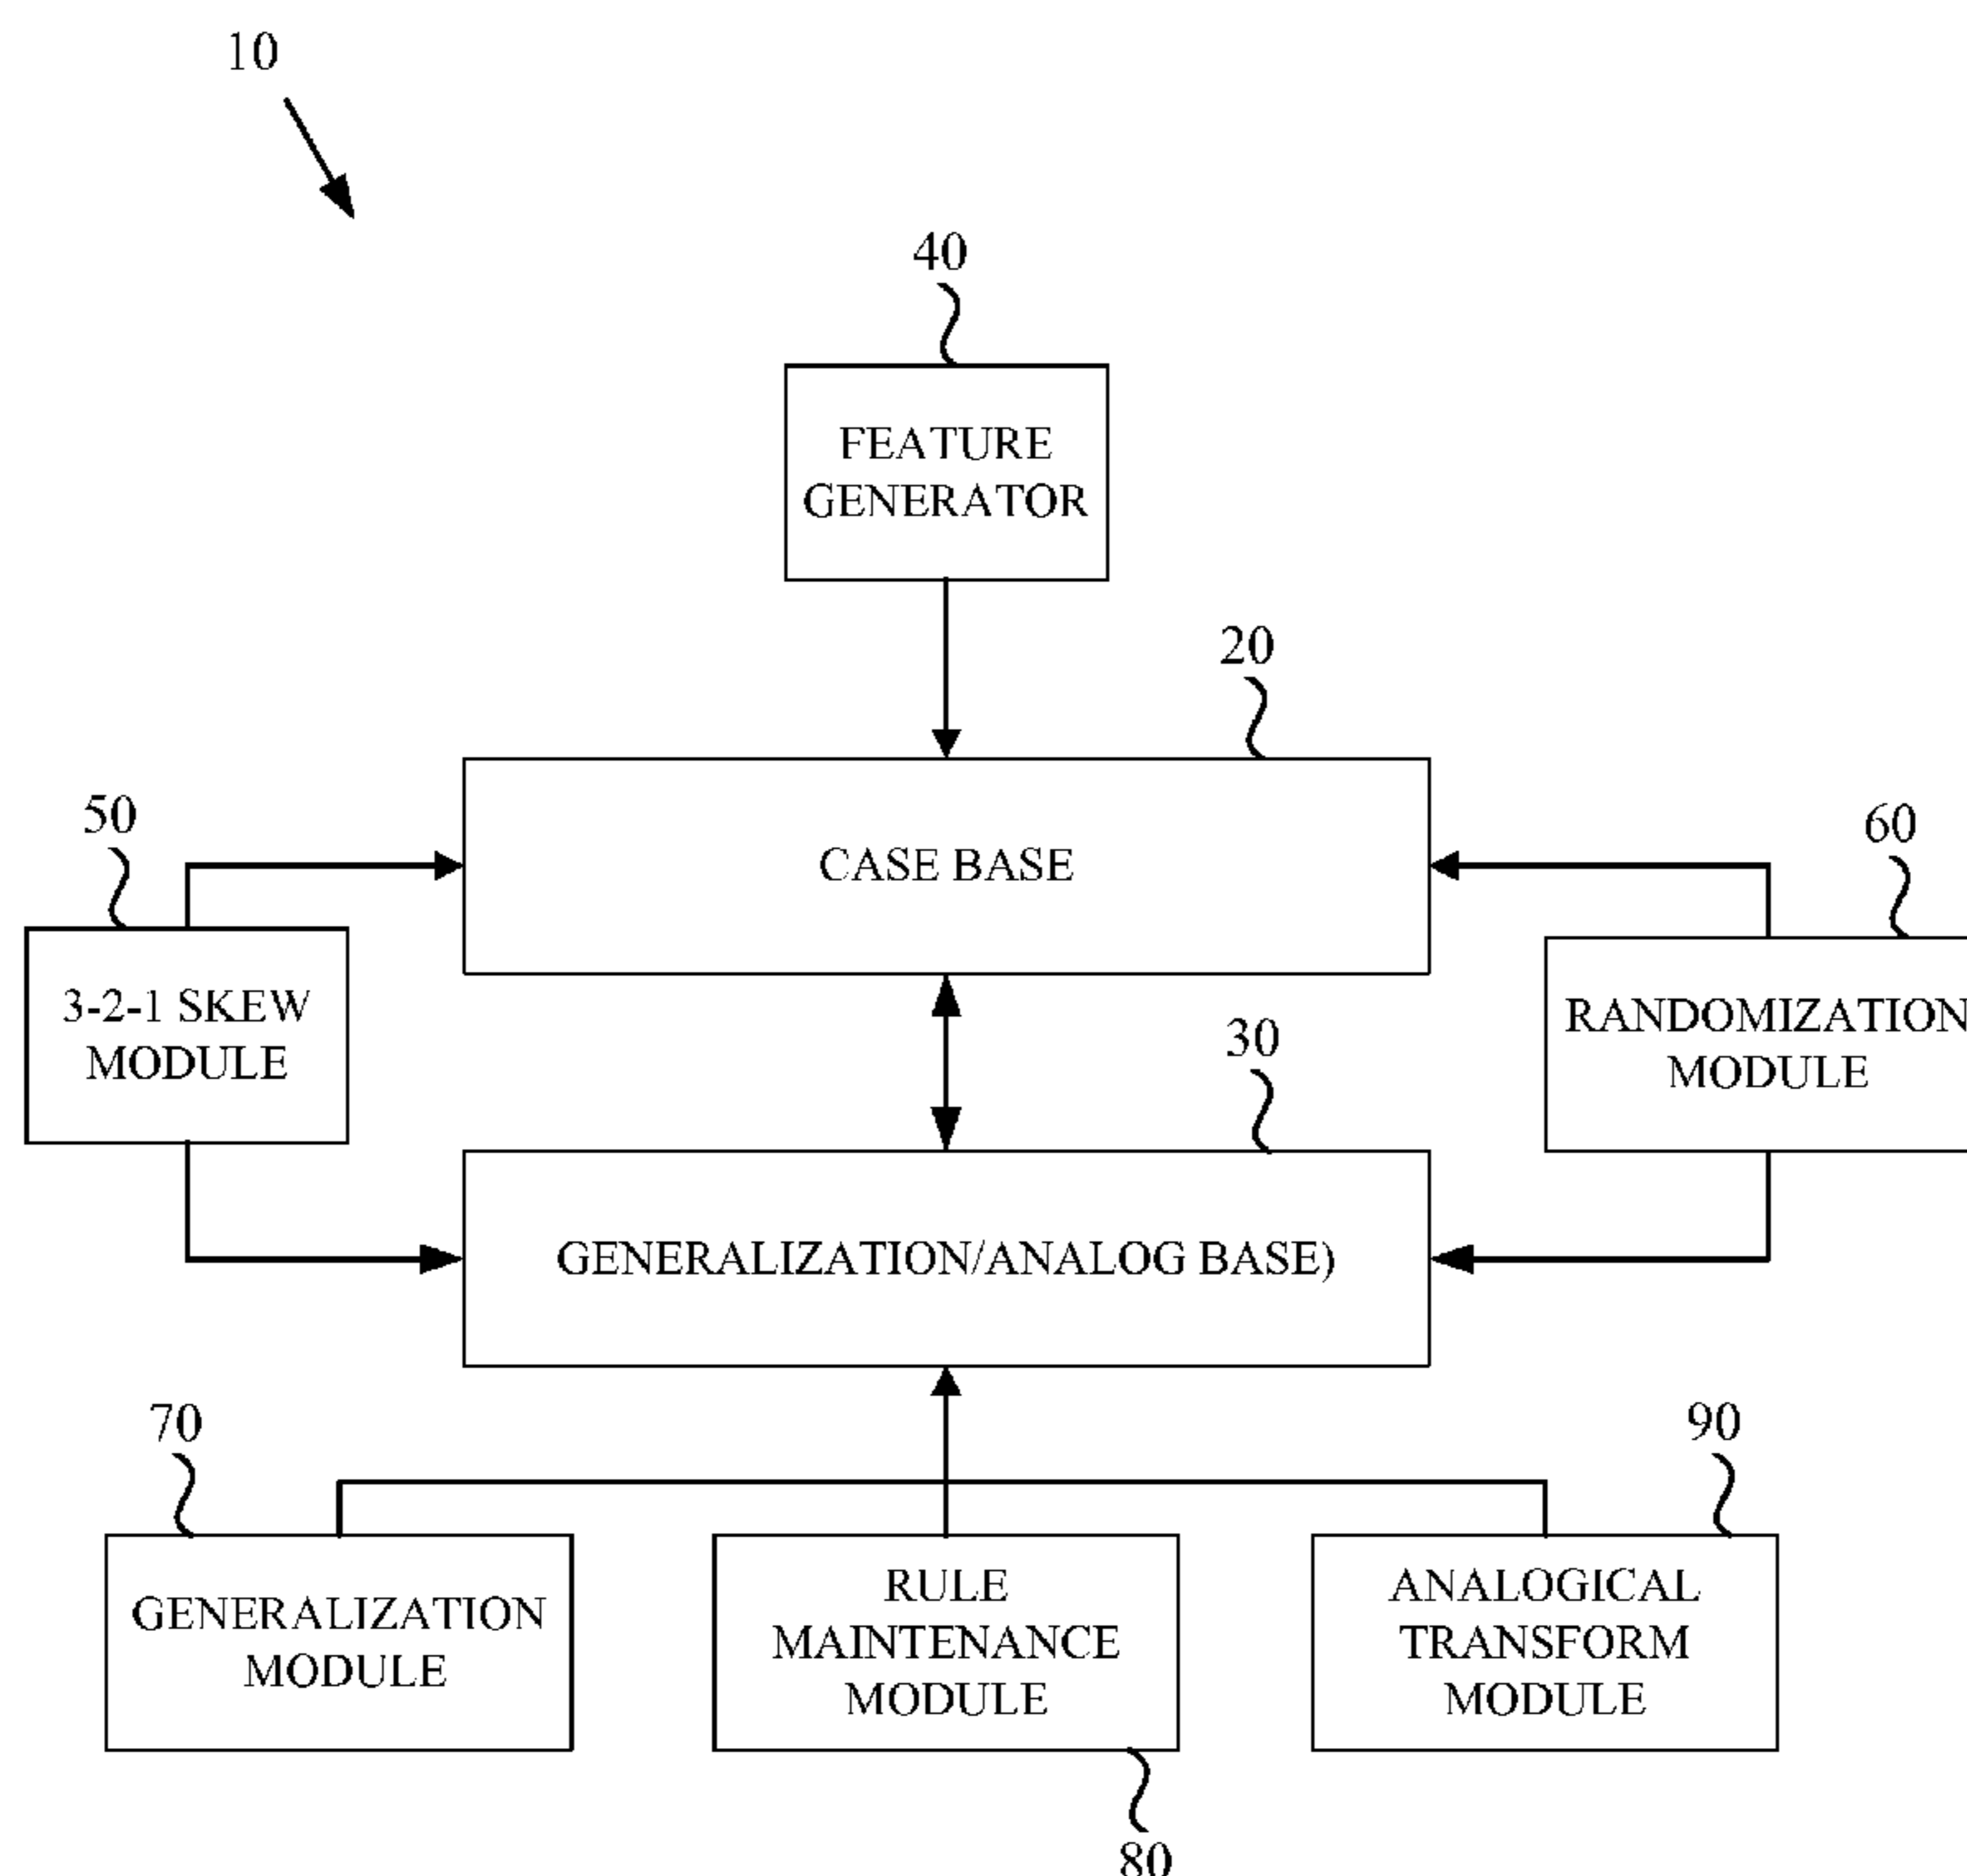 10
40
FEATURE
GENERATOR
20
50
CASE BASE
60
3-2-1 SKEW
MODULE
30
RANDOMIZATION
MODULE
GENERALIZATION/ANALOG BASE)
70
90
GENERALIZATION
MODULE
RULE
MAINTENANCE
MODULE
ANALOGICAL
TRANSFORM
MODULE
80